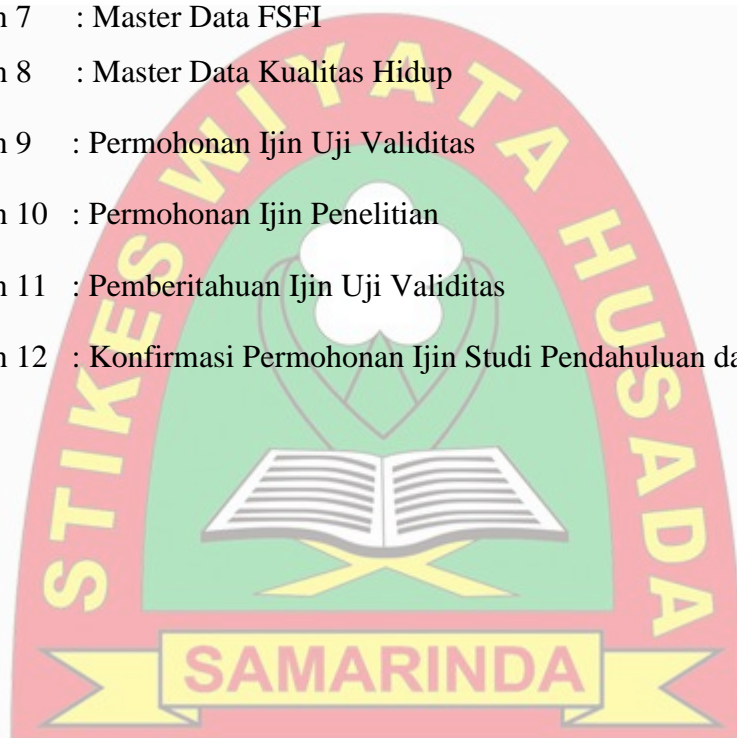 n 7 : Master Data FSFI
n 8 : Master Data Kualitas Hidup
n 9 : Permohonan Ijin Uji Validitas
n 10 : Permohonan Ijin Penelitian
n 11 : Pemberitahuan Ijin Uji Validitas
n 12 : Konfirmasi Permohonan Ijin Studi Pendahuluan da
STIKES WIYATA HUSADA
SAMARINDA